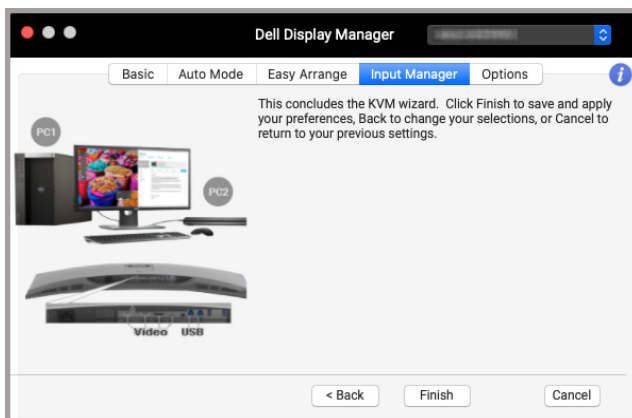 Dell Display Manager
Basic
Auto Mode
Easy Arrange
Input Manager
Options
i
This concludes the KVM wizard. Click Finish to save and apply
your preferences, Back to change your selections, or Cancel to
return to your previous settings.
PC1
PC2
Video
USB
< Back
Finish
Cancel